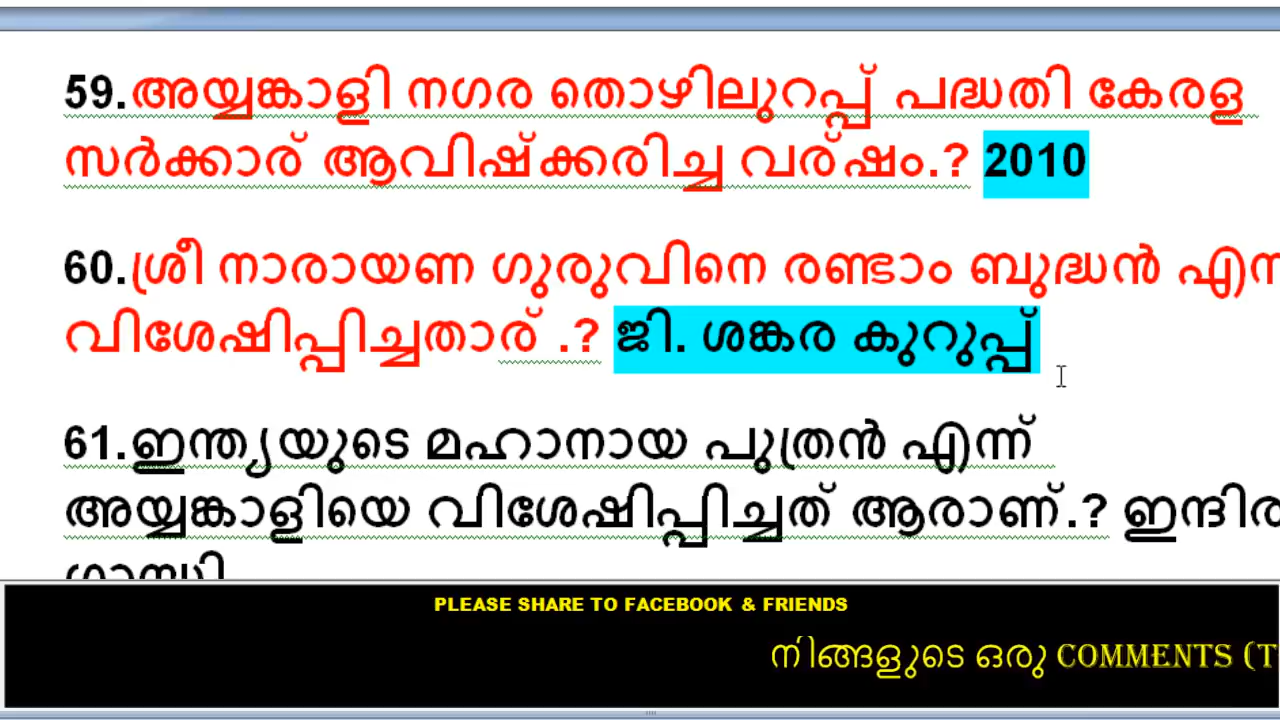 59.അയ്യങ്കാളി നഗര തൊഴിലുറപ്പ് പദ്ധതി കേരള
സർക്കാര് ആവിഷ്ക്കരിച്ച വര്ഷം.? 2010
60.ശ്രീ നാരായണ ഗുരുവിനെ രണ്ടാം ബുദ്ധൻ
വിശേഷിപ്പിച്ചതാര് .? ജി. ശങ്കര കുറുപ്പ്
61.ഇന്ത്യയുടെ മഹാനായ പുത്രൻ എന്ന്
അയ്യങ്കാളിയെ വിശേഷിപ്പിച്ചത് ആരാണ്.? ഇന്ദിര
ഗാന്ധി
PLEASE SHARE TO FACEBOOK & FRIENDS
നിങ്ങളുടെ ഒരു COMMENTS (T